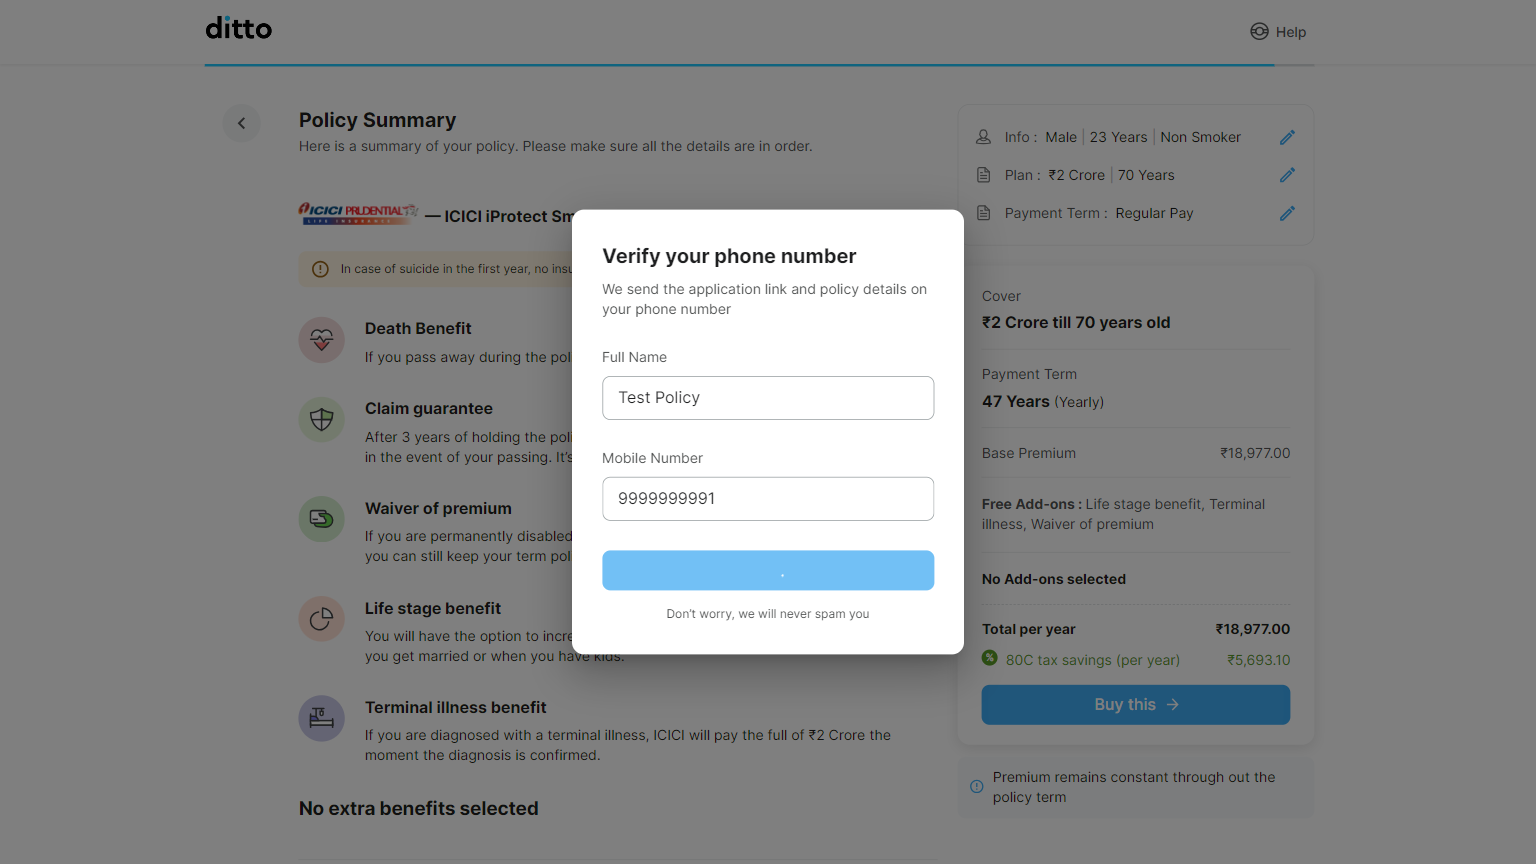 ditto
Help
Policy Summary
Here is a summary of your policy. Please make sure all the details are in order.
ICICI PRUDENTIAL
LIFE INSURANCE
— ICICI iProtect Sm
In case of suicide in the first year, no insu
Death Benefit
If you pass away during the pol
Claim guarantee
After 3 years of holding the poli
in the event of your passing. It's
Waiver of premium
If you are permanently disabled
you can still keep your term pol
Life stage benefit
You will have the option to incre
you get married or when you have kids.
Terminal illness benefit
If you are diagnosed with a terminal illness, ICICI will pay the full of ₹2 Crore the
moment the diagnosis is confirmed.
No extra benefits selected
Verify your phone number
We send the application link and policy details on
your phone number
Full Name
Test Policy
Mobile Number
9999999991
Don't worry, we will never spam you
Info : Male | 23 Years | Non Smoker
Plan : ₹2 Crore | 70 Years
Payment Term : Regular Pay
Cover
₹2 Crore till 70 years old
Payment Term
47 Years (Yearly)
Base Premium ₹18,977.00
Free Add-ons : Life stage benefit, Terminal
illness, Waiver of premium
No Add-ons selected
Total per year ₹18,977.00
80C tax savings (per year) ₹5,693.10
Buy this →
Premium remains constant through out the
policy term